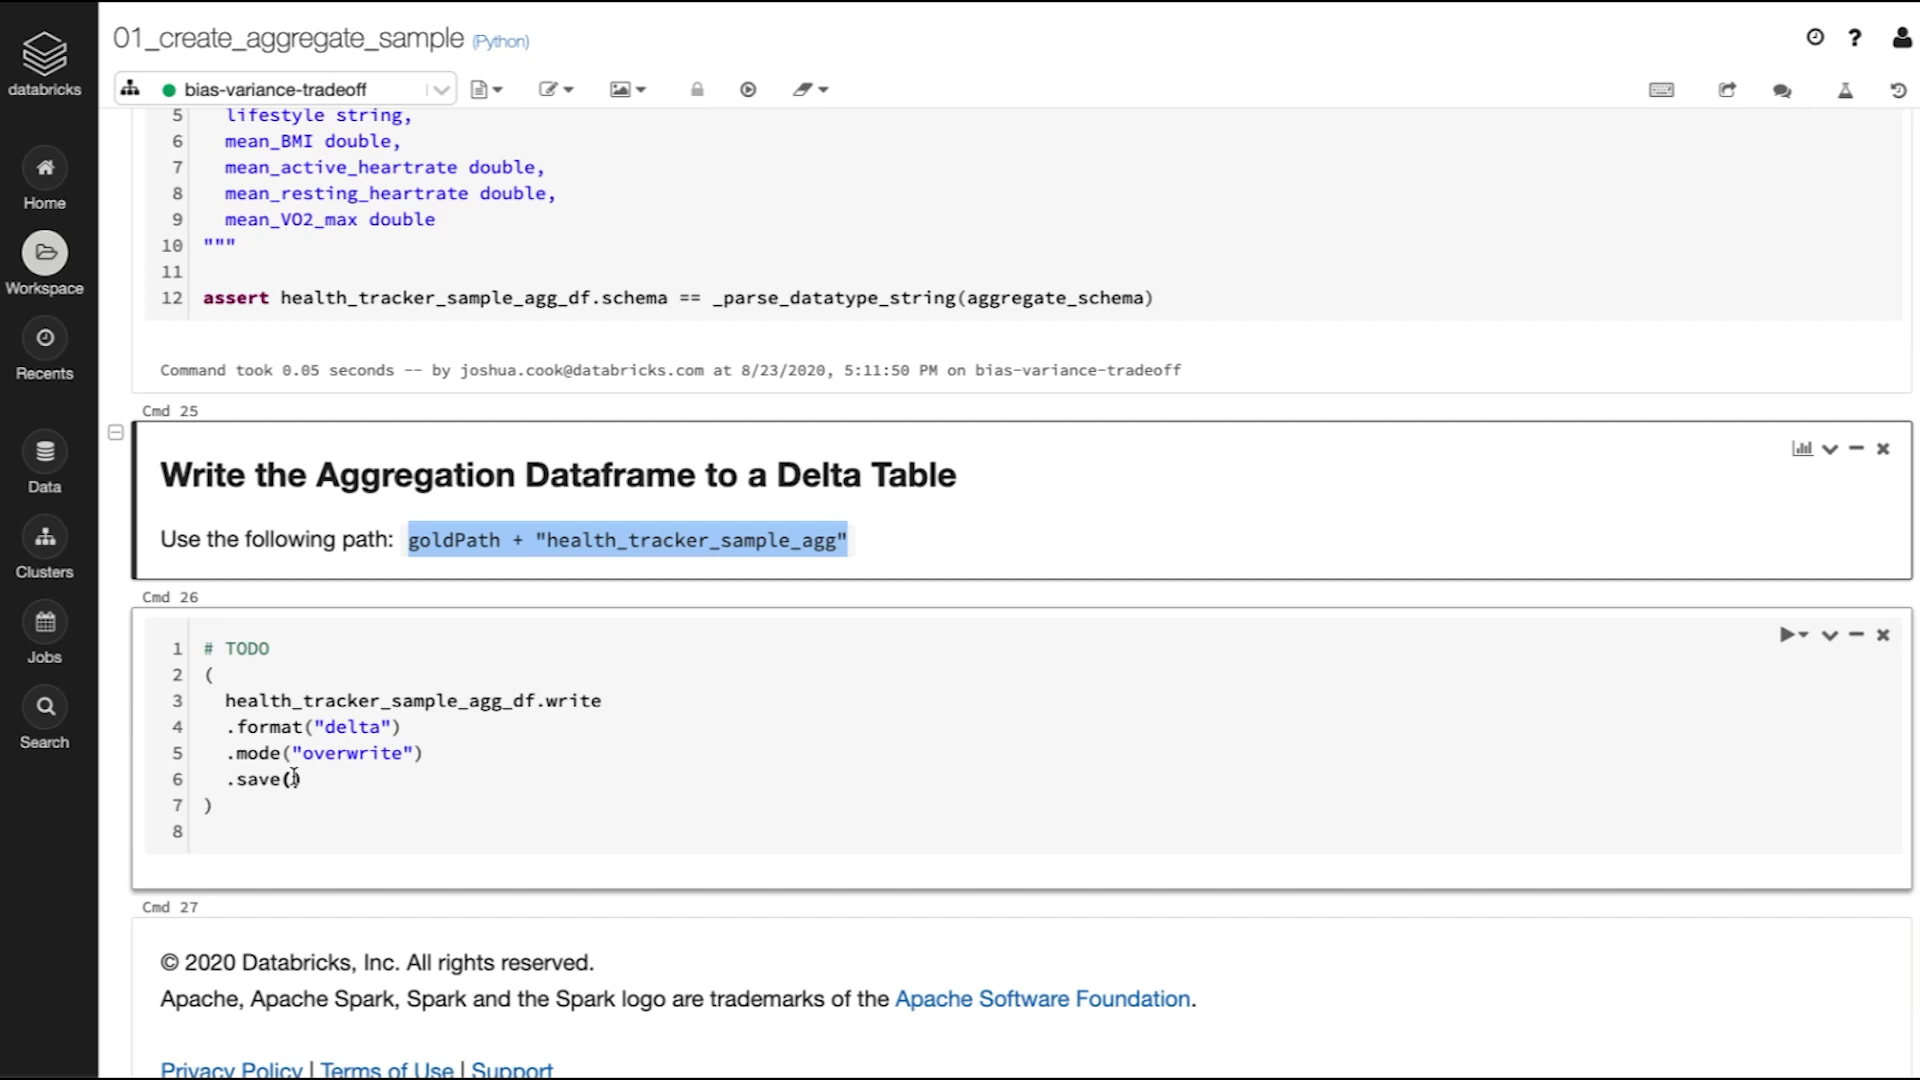 01_create_aggregate_sample (Python)
databricks
bias-variance-tradeoff
Home
Workspace
Recents
Data
Clusters
Jobs
Search
5 lifestyle string,
6 mean_BMI double,
7 mean_active_heartrate double,
8 mean_resting_heartrate double,
9 mean_VO2_max double
10 """
11
12 assert health_tracker_sample_agg_df.schema == _parse_datatype_string(aggregate_schema)
Command took 0.05 seconds -- by joshua.cook@databricks.com at 8/23/2020, 5:11:50 PM on bias-variance-tradeoff
Cmd 25
Write the Aggregation Dataframe to a Delta Table
Use the following path: goldPath + "health_tracker_sample_agg"
Cmd 26
1 # TODO
2 (
3 health_tracker_sample_agg_df.write
4 .format("delta")
5 .mode("overwrite")
6 .save()
7 )
8
Cmd 27
© 2020 Databricks, Inc. All rights reserved.
Apache, Apache Spark, Spark and the Spark logo are trademarks of the Apache Software Foundation.
Privacy Policy | Terms of Use | Support